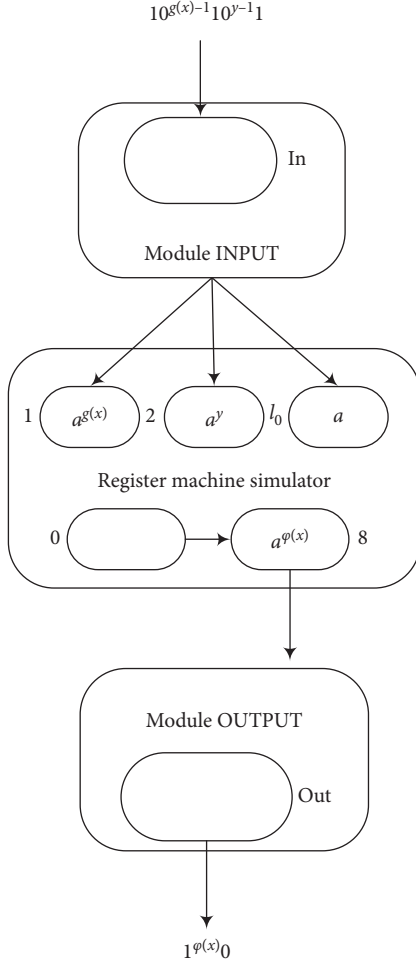 10^{g(x)–1}10^{y–1}1
In
Module INPUT
1 a^{g(x)} 2 a^y l_0 a
Register machine simulator
0 a^{φ(x)} 8
Module OUTPUT
Out
1^{φ(x)}0